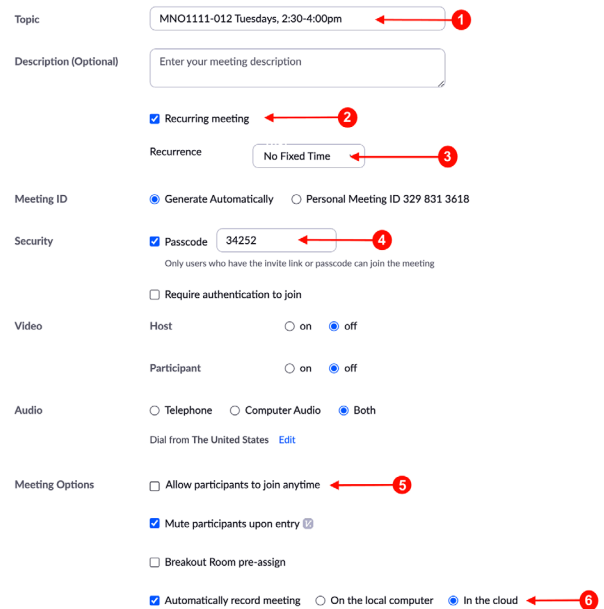 Topic MNO1111-012 Tuesdays, 2:30-4:00pm 1
Description (Optional) Enter your meeting description
Recurring meeting 2
Recurrence No Fixed Time 3
Meeting ID Generate Automatically Personal Meeting ID 329 831 3618
Security Passcode 34252 4
Only users who have the invite link or passcode can join the meeting
Require authentication to join
Video Host on off
Participant on off
Audio Telephone Computer Audio Both
Dial from The United States Edit
Meeting Options Allow participants to join anytime 5
Mute participants upon entry
Breakout Room pre-assign
Automatically record meeting On the local computer In the cloud 6